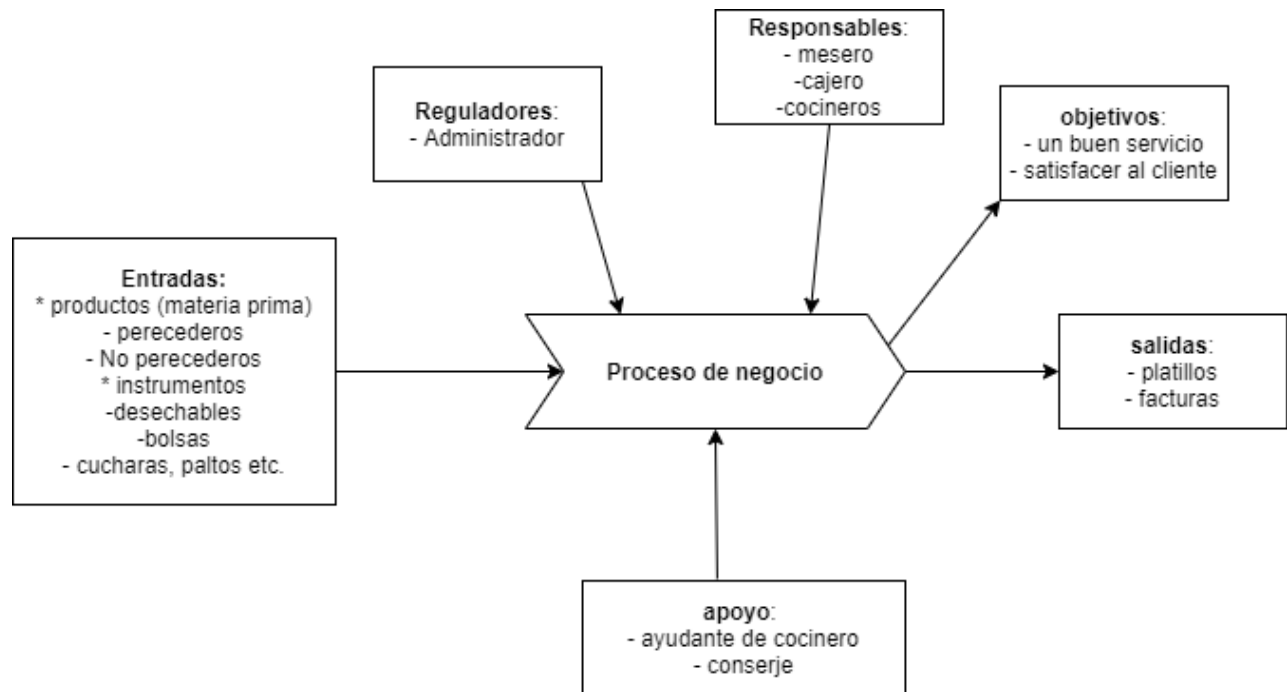 Responsables:
- mesero
-cajero
-cocineros
Reguladores:
- Administrador
objetivos:
- un buen servicio
- satisfacer al cliente
Entradas:
* productos (materia prima)
- perecederos
- No perecederos
* instrumentos
-desechables
-bolsas
- cucharas, paltos etc.
Proceso de negocio
salidas:
- platillos
- facturas
apoyo:
- ayudante de cocinero
- conserje